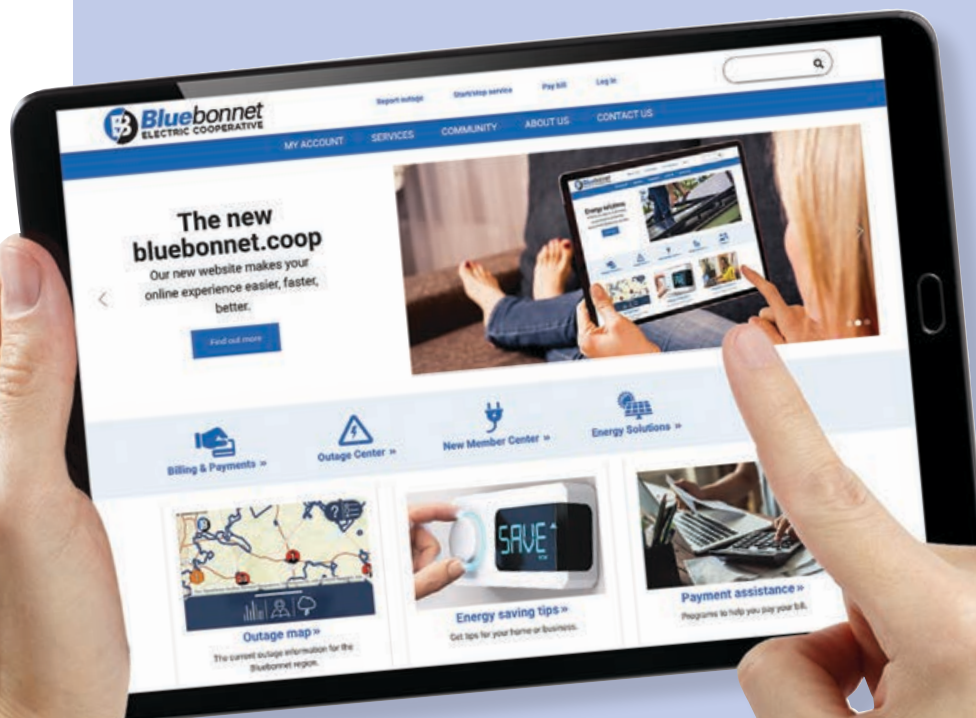 Bluebonnet
ELECTRIC COOPERATIVE
Report outage Start/stop service Pay bill Log in
MY ACCOUNT SERVICES COMMUNITY ABOUT US CONTACT US
The new
bluebonnet.coop
Our new website makes your
online experience easier, faster,
better.
Find out more
Bluebonnet
Energy solutions
Billing & Payments »
Outage Center »
New Member Center »
Energy Solutions »
SAVE
Outage map »
The current outage information for the
Bluebonnet region.
Energy saving tips »
Get tips for your home or business.
Payment assistance »
Programs to help you pay your bill.